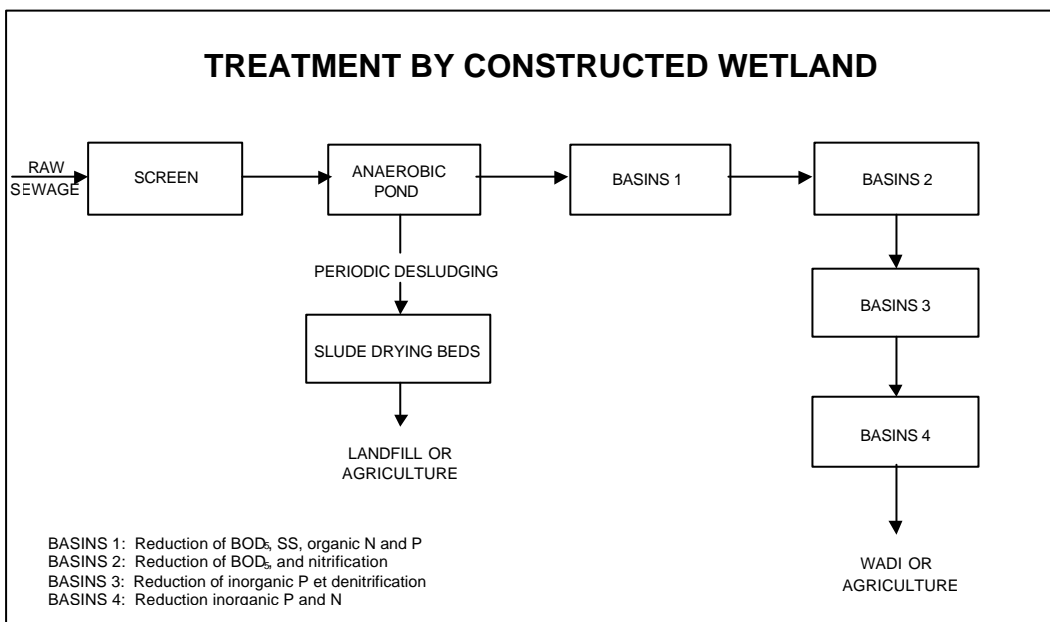 TREATMENT BY CONSTRUCTED WETLAND
RAW
SEWAGE
SCREEN
ANAEROBIC
POND
BASINS 1
BASINS 2
PERIODIC DESLUDGING
BASINS 3
SLUDE DRYING BEDS
BASINS 4
LANDFILL OR
AGRICULTURE
WADI OR
AGRICULTURE
BASINS 1: Reduction of BOD₅, SS, organic N and P
BASINS 2: Reduction of BOD₅, and nitrification
BASINS 3: Reduction of inorganic P et denitrification
BASINS 4: Reduction inorganic P and N